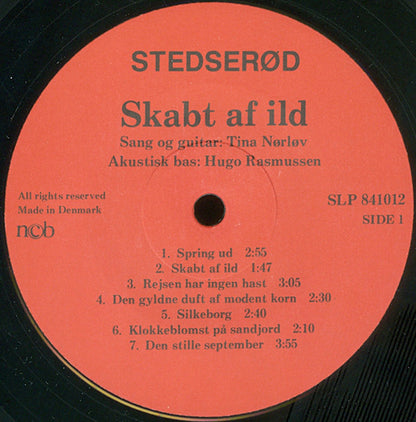 STEDSERØD
Skabt af ild
Sang og guitar: Tina Nørløv
Akustisk bas: Hugo Rasmussen
All rights reserved
Made in Denmark
ncb
SLP 841012
SIDE 1
1. Spring ud 2:55
2. Skabt af ild 1:47
3. Rejsen har ingen hast 3:05
4. Den gyldne duft af modent korn 2:30
5. Silkeborg 2:40
6. Klokkeblomst på sandjord 2:10
7. Den stille september 3:55